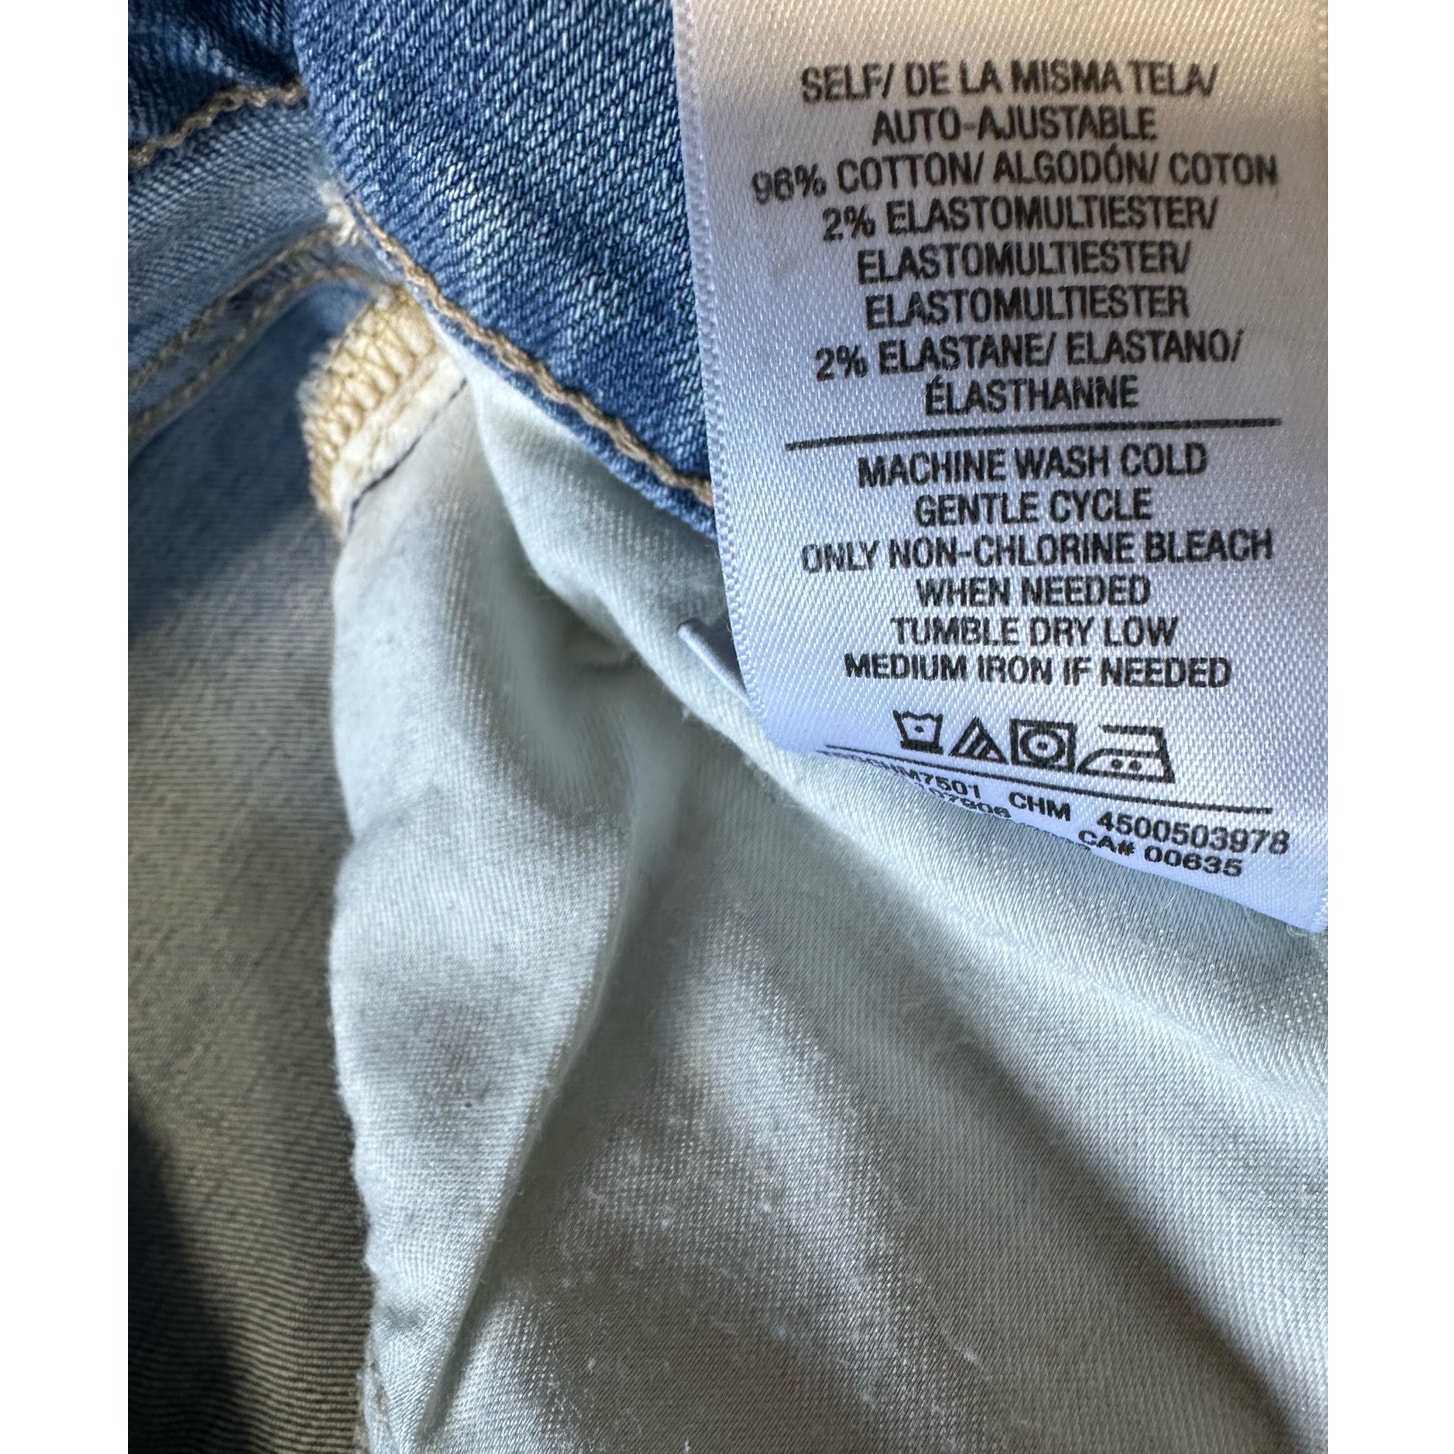 SELF/ DE LA MISMA TELA/
AUTO-AJUSTABLE
96% COTTON/ ALGODÓN/ COTON
2% ELASTOMULTIESTER/
ELASTOMULTIESTER/
ELASTOMULTIESTER
2% ELASTANE/ ELASTANO/
ÉLASTHANNE
MACHINE WASH COLD
GENTLE CYCLE
ONLY NON-CHLORINE BLEACH
WHEN NEEDED
TUMBLE DRY LOW
MEDIUM IRON IF NEEDED
CHM 4500503978
CA# 00635